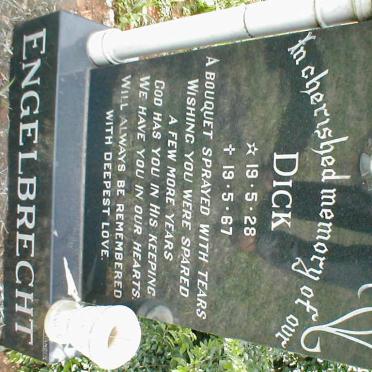 In cherished memory of our
DICK
☆ 19·5·28
✢ 19·5·87
A BOUQUET SPRAYED WITH TEARS
WISHING YOU WERE SPARED
A FEW MORE YEARS
GOD HAS YOU IN HIS KEEPING
WE HAVE YOU IN OUR HEARTS.
WILL ALWAYS BE REMEMBERED
WITH DEEPEST LOVE.
ENGELBRECHT